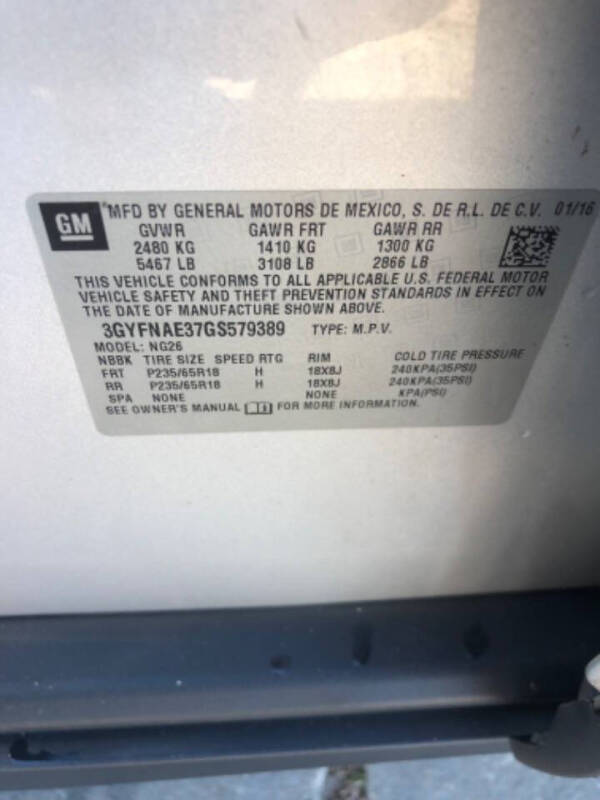 GM
MFD BY GENERAL MOTORS DE MEXICO, S. DE R.L. DE C.V. 01/16
GVWR GAWR FRT GAWR RR
2480 KG 1410 KG 1300 KG
5467 LB 3108 LB 2866 LB
THIS VEHICLE CONFORMS TO ALL APPLICABLE U.S. FEDERAL MOTOR
VEHICLE SAFETY AND THEFT PREVENTION STANDARDS IN EFFECT ON
THE DATE OF MANUFACTURE SHOWN ABOVE.
3GYFNAE37GS579389 TYPE: M.P.V.
MODEL: NG26
NBBK TIRE SIZE SPEED RTG RIM COLD TIRE PRESSURE
FRT P235/65R18 H 18X8J 240KPA(35PSI)
RR P235/65R18 H 18X8J 240KPA(35PSI)
SPA NONE NONE KPA(PSI)
SEE OWNER'S MANUAL FOR MORE INFORMATION.